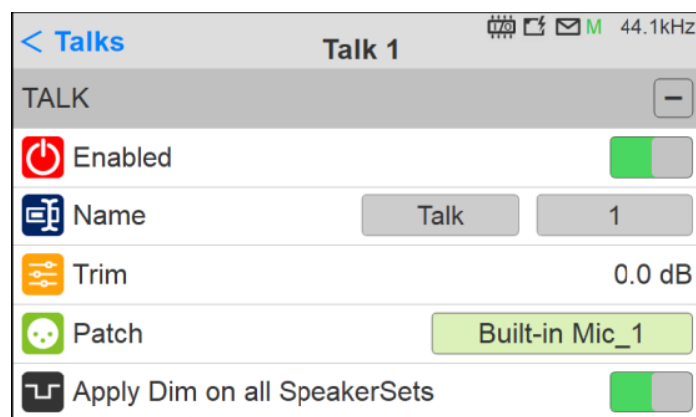 < Talks
Talk 1
M 44.1kHz
TALK
Enabled
Name Talk 1
Trim 0.0 dB
Patch Built-in Mic_1
Apply Dim on all SpeakerSets